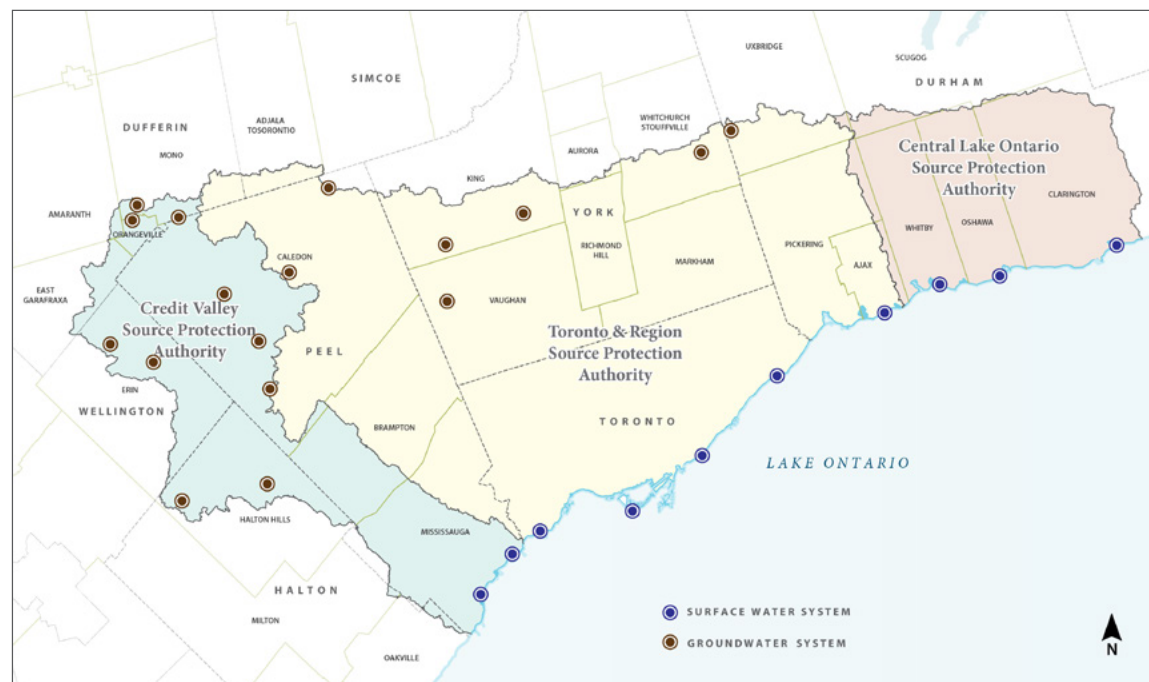 UXBRIDGE
SCUGOG
DURHAM
SIMCOE
DUFFERIN
ADJALA
TOSORONTIO
WHITCHURCH
STOUFFVILLE
MONO
AURORA
KING
Central Lake Ontario
Source Protection
Authority
CLARINGTON
AMARANTH
ORANGEVILLE
YORK
OSHAWA
WHITBY
RICHMOND
HILL
PICKERING
CALEDON
MARKHAM
AJAX
EAST
GARAFRAXA
VAUGHAN
Credit Valley
Source Protection
Authority
Toronto & Region
Source Protection
Authority
PEEL
ERIN
WELLINGTON
BRAMPTON
TORONTO
LAKE ONTARIO
HALTON HILLS
MISSISSAUGA
HALTON
MILTON
OAKVILLE
SURFACE WATER SYSTEM
GROUNDWATER SYSTEM
N